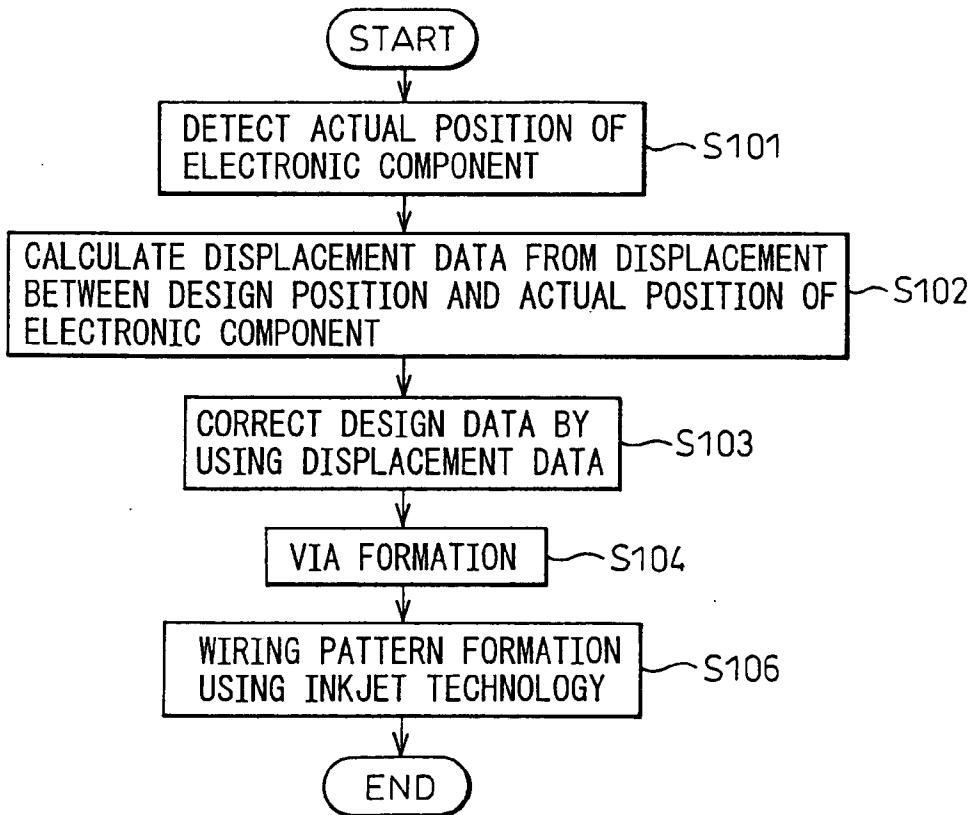 START
DETECT ACTUAL POSITION OF
ELECTRONIC COMPONENT
S101
CALCULATE DISPLACEMENT DATA FROM DISPLACEMENT
BETWEEN DESIGN POSITION AND ACTUAL POSITION OF
ELECTRONIC COMPONENT
S102
CORRECT DESIGN DATA BY
USING DISPLACEMENT DATA
S103
VIA FORMATION
S104
WIRING PATTERN FORMATION
USING INKJET TECHNOLOGY
S106
END